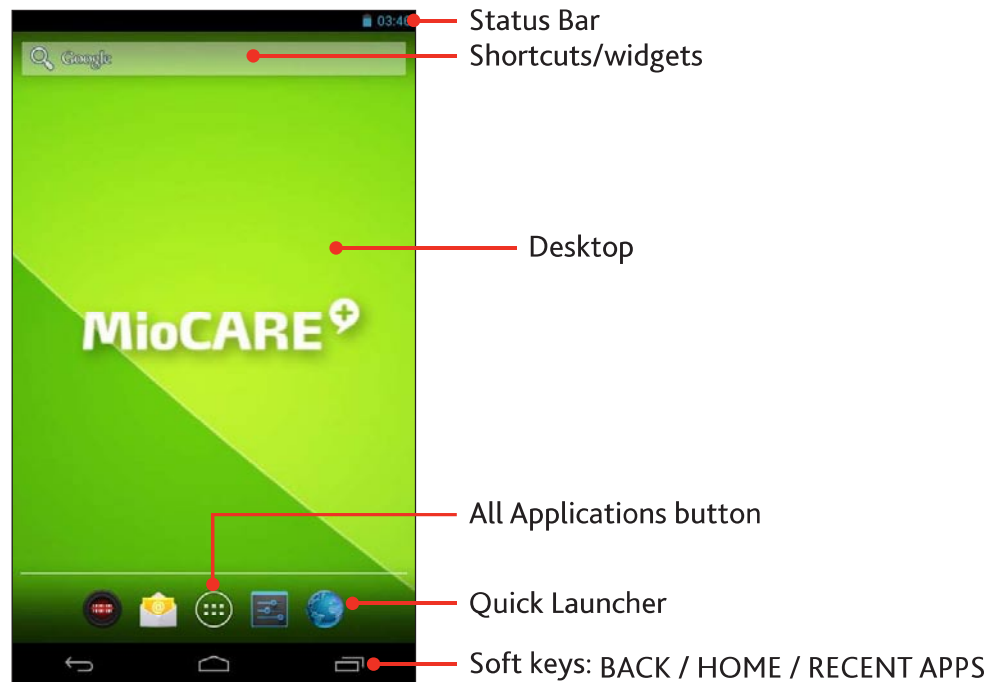 03:46
Status Bar
Google
Shortcuts/widgets
Desktop
MioCARE+
All Applications button
@
Quick Launcher
Soft keys: BACK / HOME / RECENT APPS